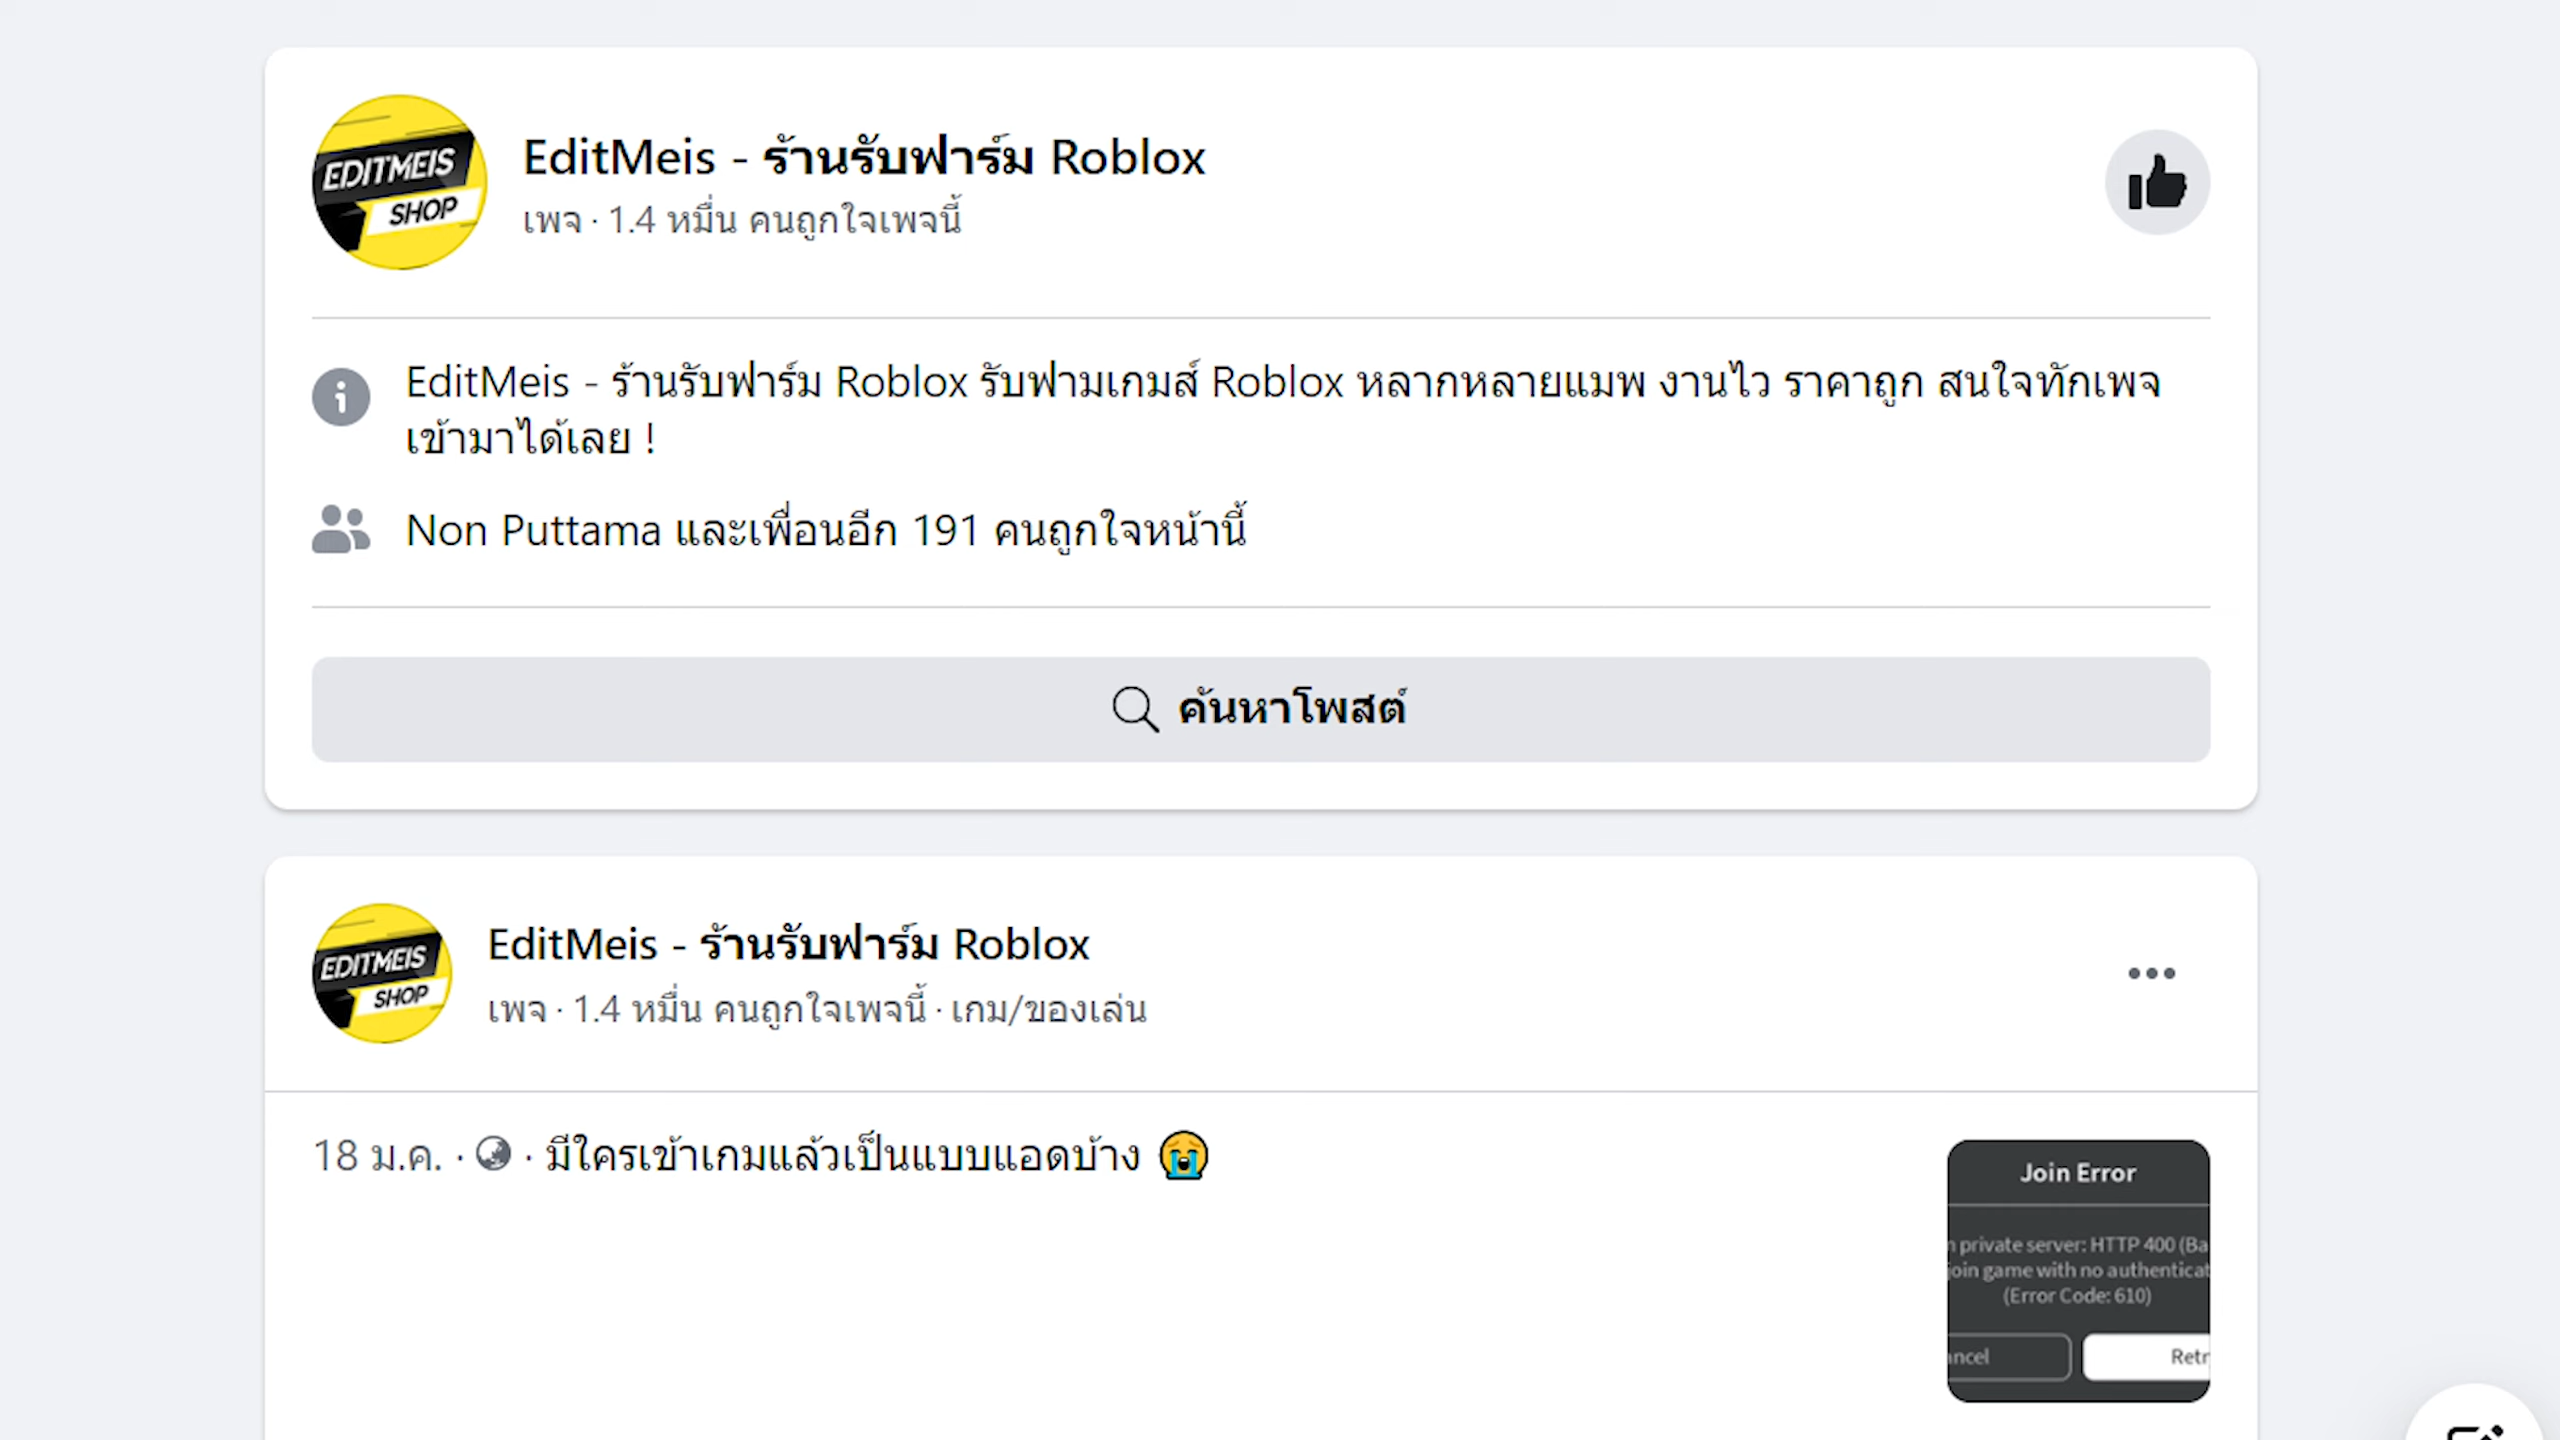 EDITMEIS
SHOP
EditMeis - ร้านรับฟาร์ม Roblox
เพจ · 1.4 หมื่น คนถูกใจเพจนี้
EditMeis - ร้านรับฟาร์ม Roblox รับฟามเกมส์ Roblox หลากหลายแมพ งานไว ราคาถูก สนใจทักเพจ
เข้ามาได้เลย !
Non Puttama และเพื่อนอีก 191 คนถูกใจหน้านี้
ค้นหาโพสต์
EDITMEIS
SHOP
EditMeis - ร้านรับฟาร์ม Roblox
เพจ · 1.4 หมื่น คนถูกใจเพจนี้ · เกม/ของเล่น
18 ม.ค. · · มีใครเข้าเกมแล้วเป็นแบบแอดบ้าง 😭
Join Error
private server: HTTP 400 (Ba
join game with no authenticat
(Error Code: 610)
ancel
Retr